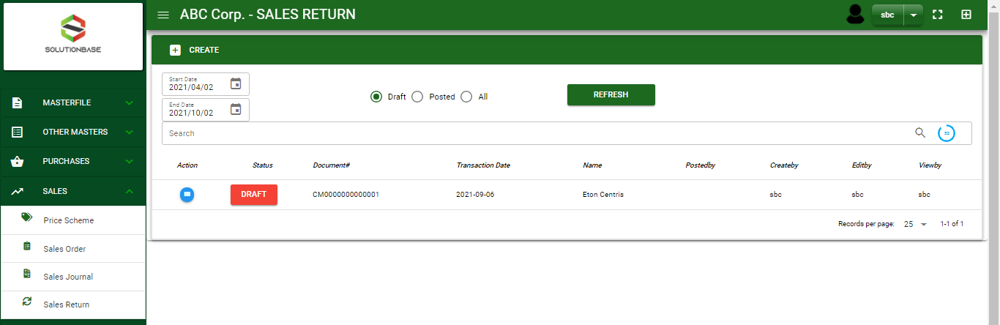 SOLUTIONBASE
MASTERFILE
OTHER MASTERS
PURCHASES
SALES
Price Scheme
Sales Order
Sales Journal
Sales Return
ABC Corp. - SALES RETURN
sbc
CREATE
Start Date
2021/04/02
End Date
2021/10/02
Draft Posted All
REFRESH
Search
52
Action Status Document# Transaction Date Name Postedby Createby Editby Viewby
DRAFT CM0000000000001 2021-09-06 Eton Centris sbc sbc sbc
Records per page: 25 1-1 of 1